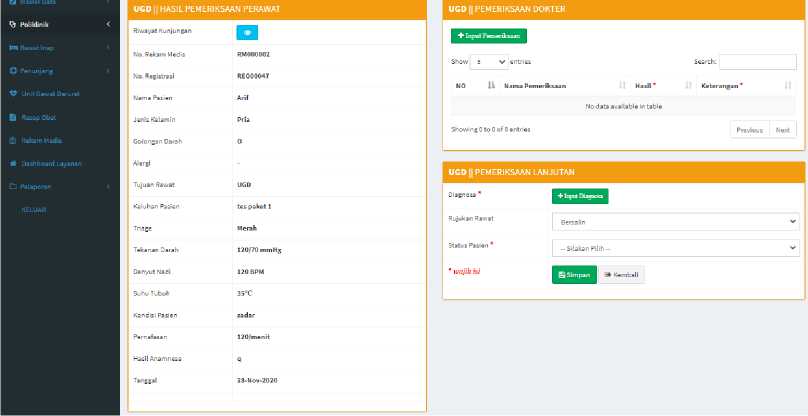 Master Data
Poliklinik
Rawat Inap
Penunjang
Unit Gawat Darurat
Resep Obat
Rekam Medis
Dashboard Layanan
Pelaporan
KELUAR
UGD || HASIL PEMERIKSAAN PERAWAT
Riwayat Kunjungan
No. Rekam Medis RM000002
No. Registrasi REG00047
Nama Pasien Arif
Jenis Kelamin Pria
Golongan Darah O
Alergi -
Tujuan Rawat UGD
Keluhan Pasien tes paket 1
Triage Merah
Tekanan Darah 120/70 mmHg
Denyut Nadi 120 BPM
Suhu Tubuh 35°C
Kondisi Pasien sadar
Pernafasan 120/menit
Hasil Anamnesa q
Tanggal -Nov-2020
UGD || PEMERIKSAAN DOKTER
+ Input Pemeriksaan
Show 5 entries Search:
NO Nama Pemeriksaan Hasil * Keterangan *
No data available in table
Showing 0 to 0 of 0 entries Previous Next
UGD || PEMERIKSAAN LANJUTAN
Diagnosa * + Input Diagnosa
Rujukan Rawat Bersalin
Status Pasien * -- Silakan Pilih --
* wajib isi Simpan Kembali